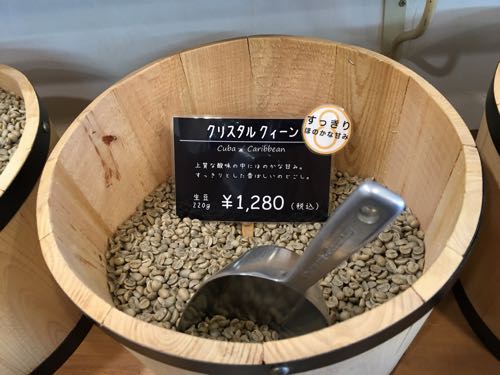 クリスタル クィーン
Cuba Caribbean
上質な酸味の中にほのかな甘み。
すっきりとした香ばしいのどごし。
生豆
220g
¥1,280(税込)
すっきり
ほのかな甘み